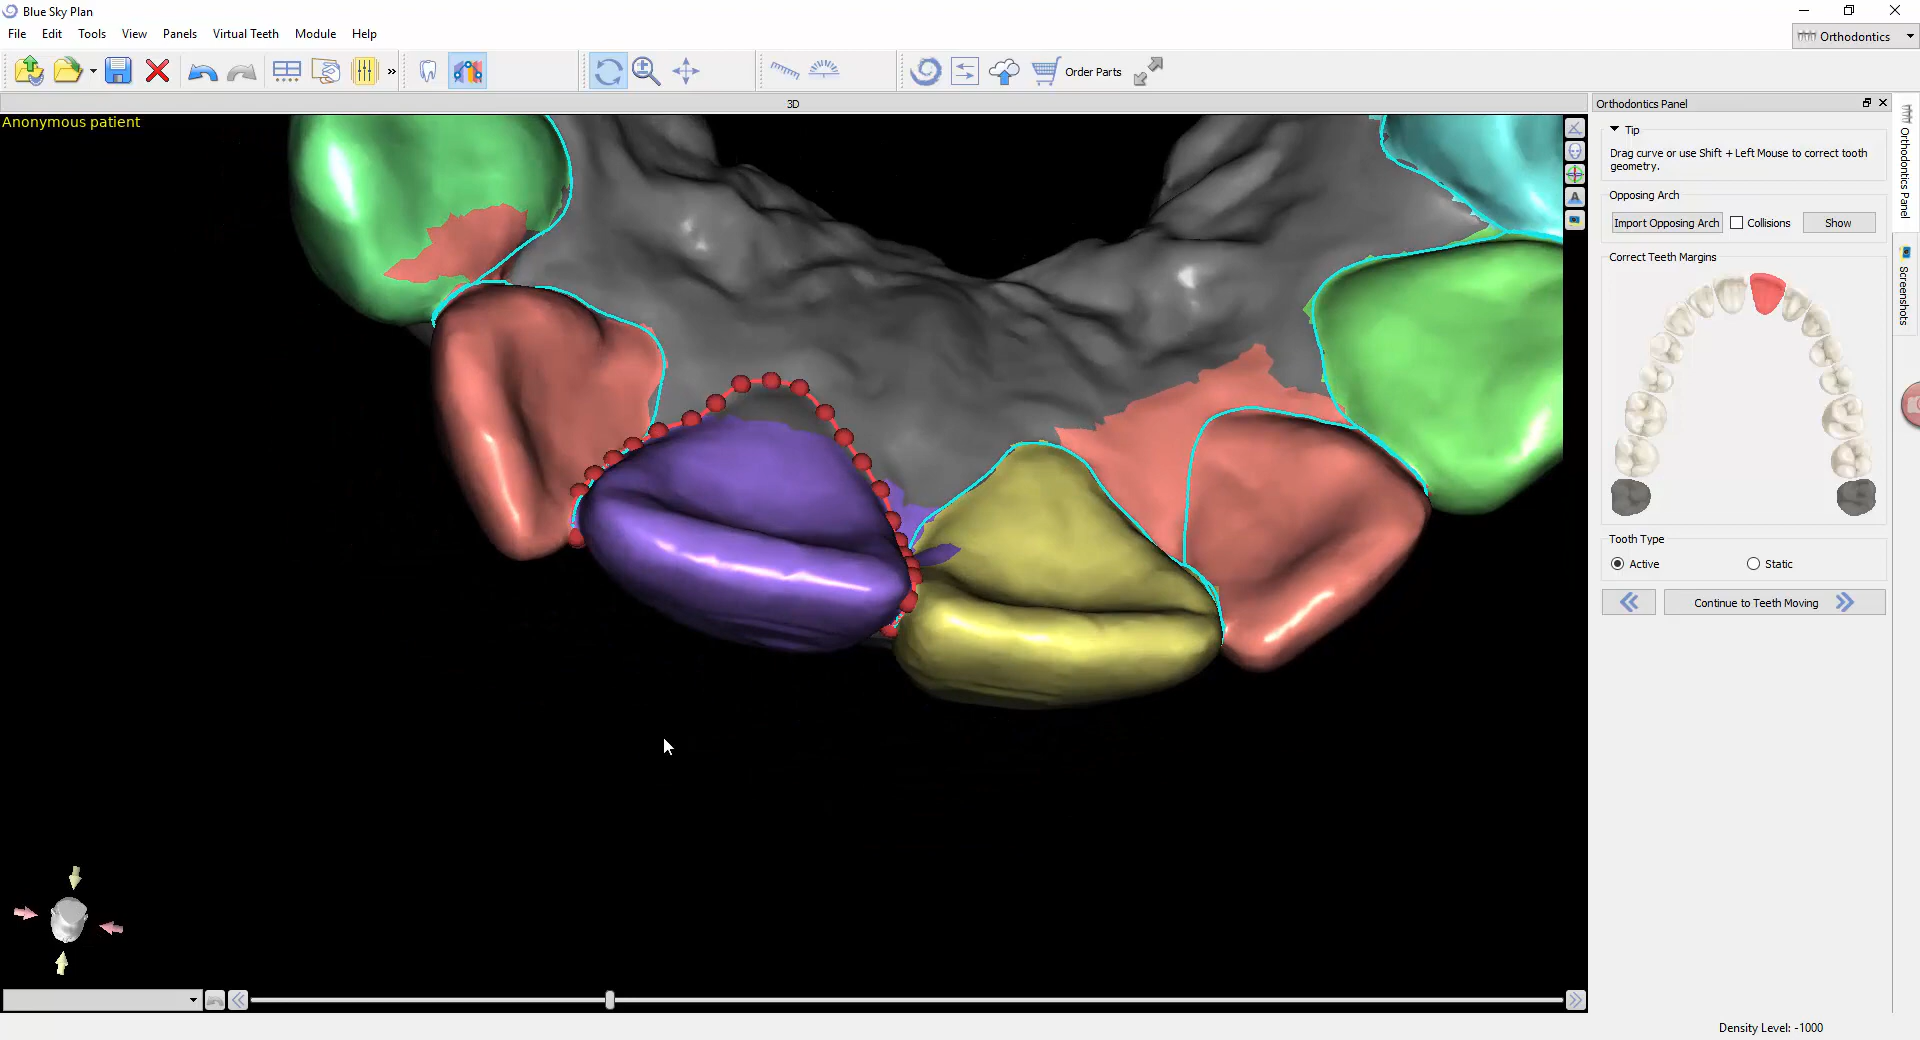 Blue Sky Plan
File Edit Tools View Panels Virtual Teeth Module Help
Orthodontics
» Order Parts
3D
Anonymous patient
Orthodontics Panel
Tip
Drag curve or use Shift + Left Mouse to correct tooth
geometry.
Opposing Arch
Import Opposing Arch Collisions Show
Correct Teeth Margins
Tooth Type
Active Static
Continue to Teeth Moving
Orthodontics Panel
Screenshots
Density Level: -1000